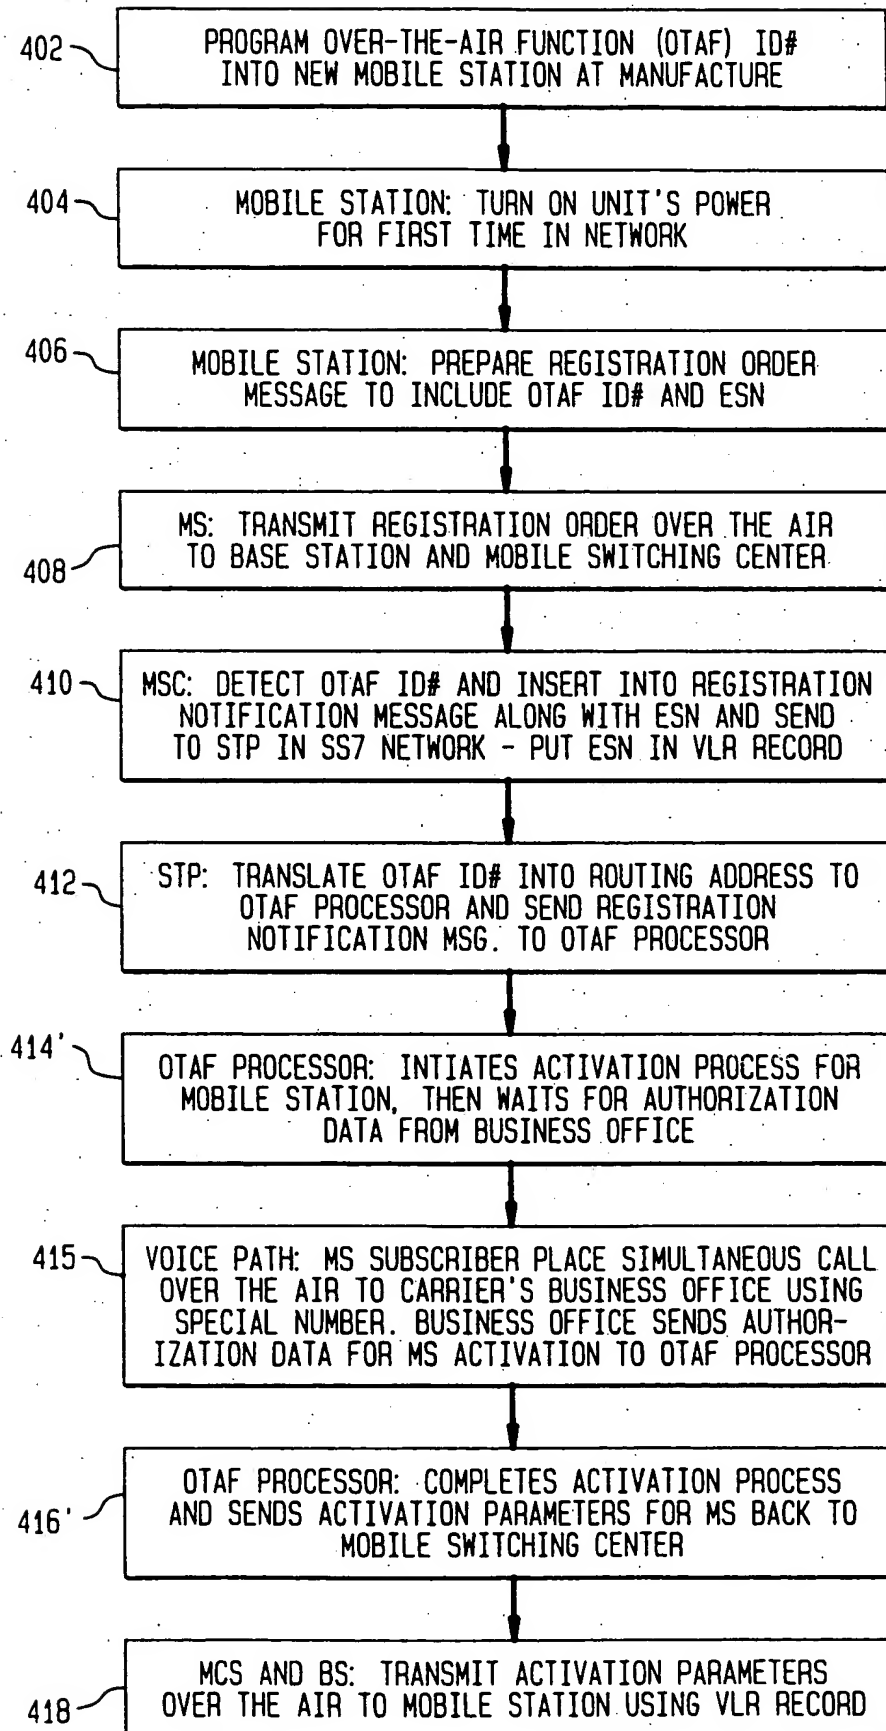 402
PROGRAM OVER-THE-AIR FUNCTION (OTAF) ID#
INTO NEW MOBILE STATION AT MANUFACTURE
404
MOBILE STATION: TURN ON UNIT'S POWER
FOR FIRST TIME IN NETWORK
406
MOBILE STATION: PREPARE REGISTRATION ORDER
MESSAGE TO INCLUDE OTAF ID# AND ESN
408
MS: TRANSMIT REGISTRATION ORDER OVER THE AIR
TO BASE STATION AND MOBILE SWITCHING CENTER
410
MSC: DETECT OTAF ID# AND INSERT INTO REGISTRATION
NOTIFICATION MESSAGE ALONG WITH ESN AND SEND
TO STP IN SS7 NETWORK - PUT ESN IN VLR RECORD
412
STP: TRANSLATE OTAF ID# INTO ROUTING ADDRESS TO
OTAF PROCESSOR AND SEND REGISTRATION
NOTIFICATION MSG. TO OTAF PROCESSOR
414'
OTAF PROCESSOR: INTIATES ACTIVATION PROCESS FOR
MOBILE STATION, THEN WAITS FOR AUTHORIZATION
DATA FROM BUSINESS OFFICE
415
VOICE PATH: MS SUBSCRIBER PLACE SIMULTANEOUS CALL
OVER THE AIR TO CARRIER'S BUSINESS OFFICE USING
SPECIAL NUMBER. BUSINESS OFFICE SENDS AUTHOR-
IZATION DATA FOR MS ACTIVATION TO OTAF PROCESSOR
416'
OTAF PROCESSOR: COMPLETES ACTIVATION PROCESS
AND SENDS ACTIVATION PARAMETERS FOR MS BACK TO
MOBILE SWITCHING CENTER
418
MCS AND BS: TRANSMIT ACTIVATION PARAMETERS
OVER THE AIR TO MOBILE STATION USING VLR RECORD